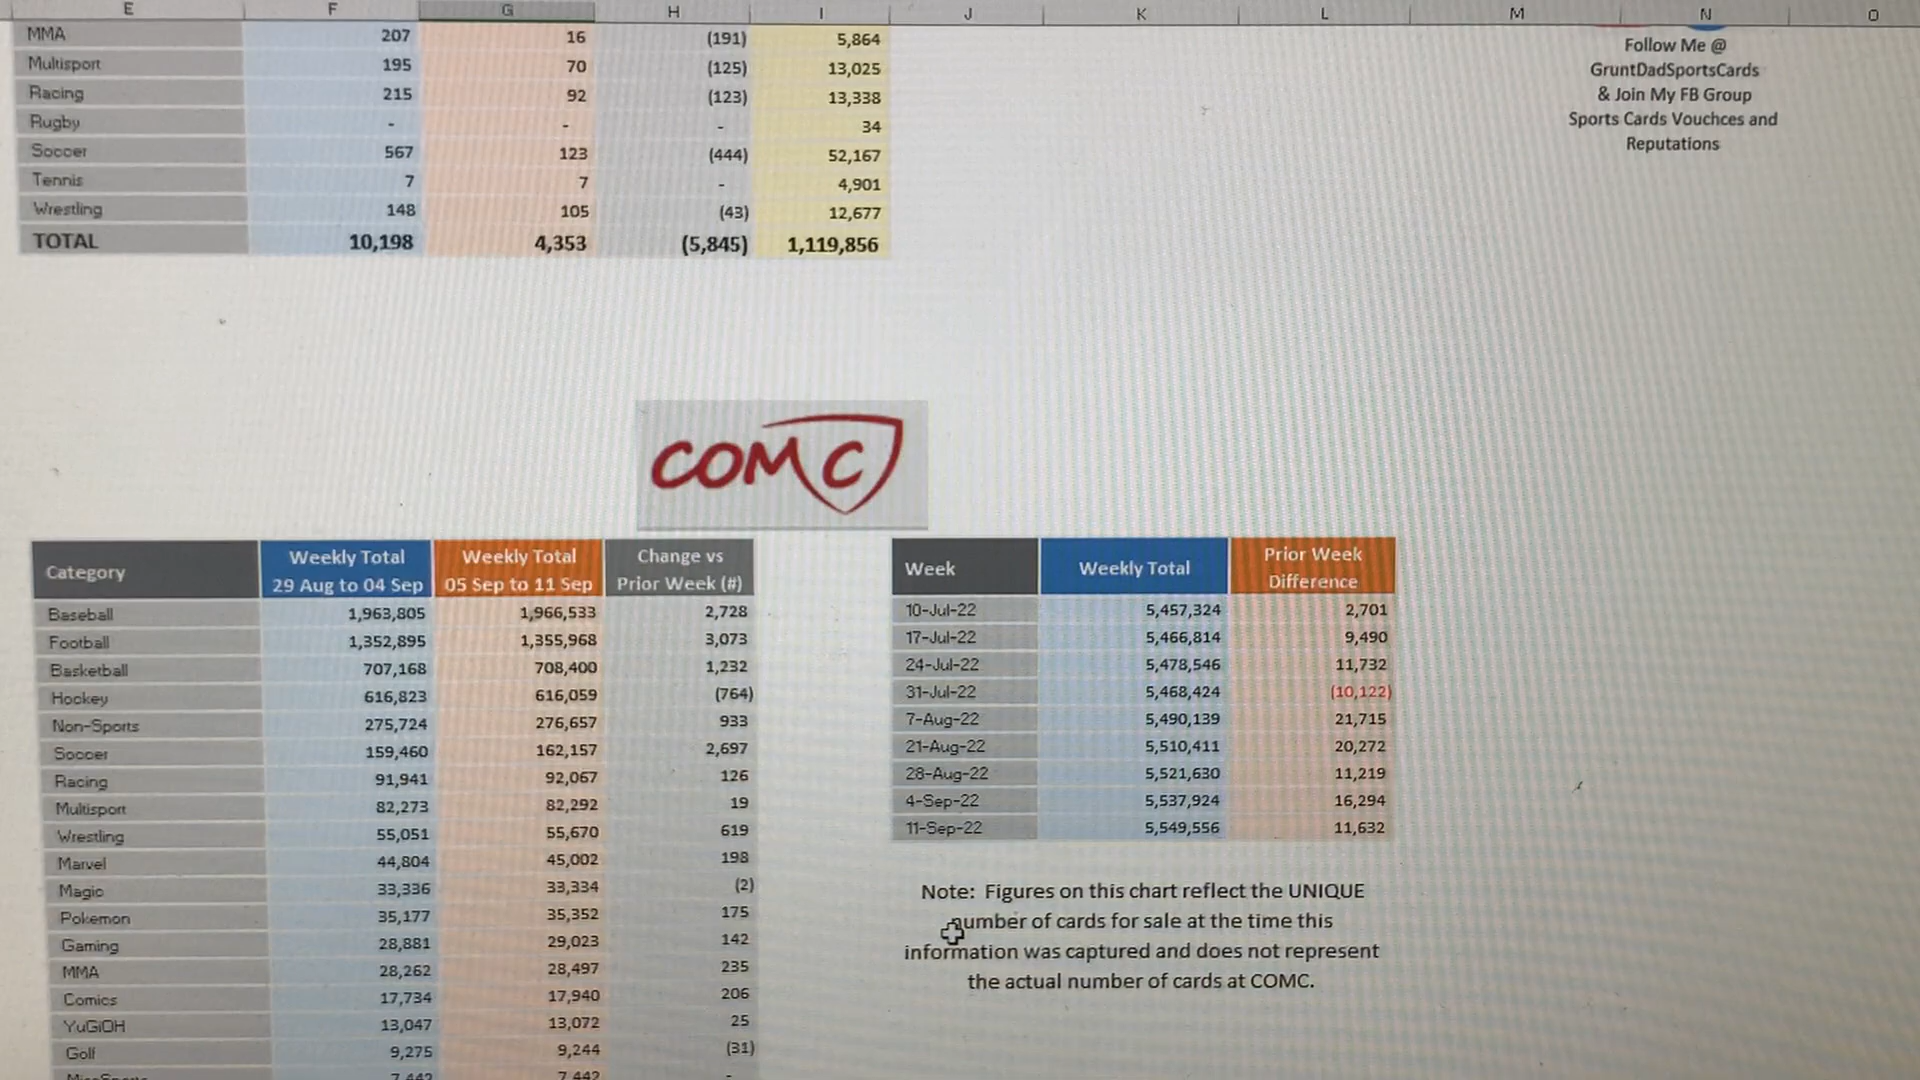 E F G H I J K L M N O
MMA 207 16 (191) 5,864
Multisport 195 70 (125) 13,025
Racing 215 92 (123) 13,338
Rugby - - - 34
Soccer 567 123 (444) 52,167
Tennis 7 7 - 4,901
Wrestling 148 105 (43) 12,677
TOTAL 10,198 4,353 (5,845) 1,119,856
Follow Me @
GruntDadSportsCards
& Join My FB Group
Sports Cards Vouchces and
Reputations
COMC
Category Weekly Total 29 Aug to 04 Sep Weekly Total 05 Sep to 11 Sep Change vs Prior Week (#)
Baseball 1,963,805 1,966,533 2,728
Football 1,352,895 1,355,968 3,073
Basketball 707,168 708,400 1,232
Hockey 616,823 616,059 (764)
Non-Sports 275,724 276,657 933
Soccer 159,460 162,157 2,697
Racing 91,941 92,067 126
Multisport 82,273 82,292 19
Wrestling 55,051 55,670 619
Marvel 44,804 45,002 198
Magic 33,336 33,334 (2)
Pokemon 35,177 35,352 175
Gaming 28,881 29,023 142
MMA 28,262 28,497 235
Comics 17,734 17,940 206
YuGiOH 13,047 13,072 25
Golf 9,275 9,244 (31)
7,442 7,442 -
Week Weekly Total Prior Week Difference
10-Jul-22 5,457,324 2,701
17-Jul-22 5,466,814 9,490
24-Jul-22 5,478,546 11,732
31-Jul-22 5,468,424 (10,122)
7-Aug-22 5,490,139 21,715
21-Aug-22 5,510,411 20,272
28-Aug-22 5,521,630 11,219
4-Sep-22 5,537,924 16,294
11-Sep-22 5,549,556 11,632
Note: Figures on this chart reflect the UNIQUE
number of cards for sale at the time this
information was captured and does not represent
the actual number of cards at COMC.